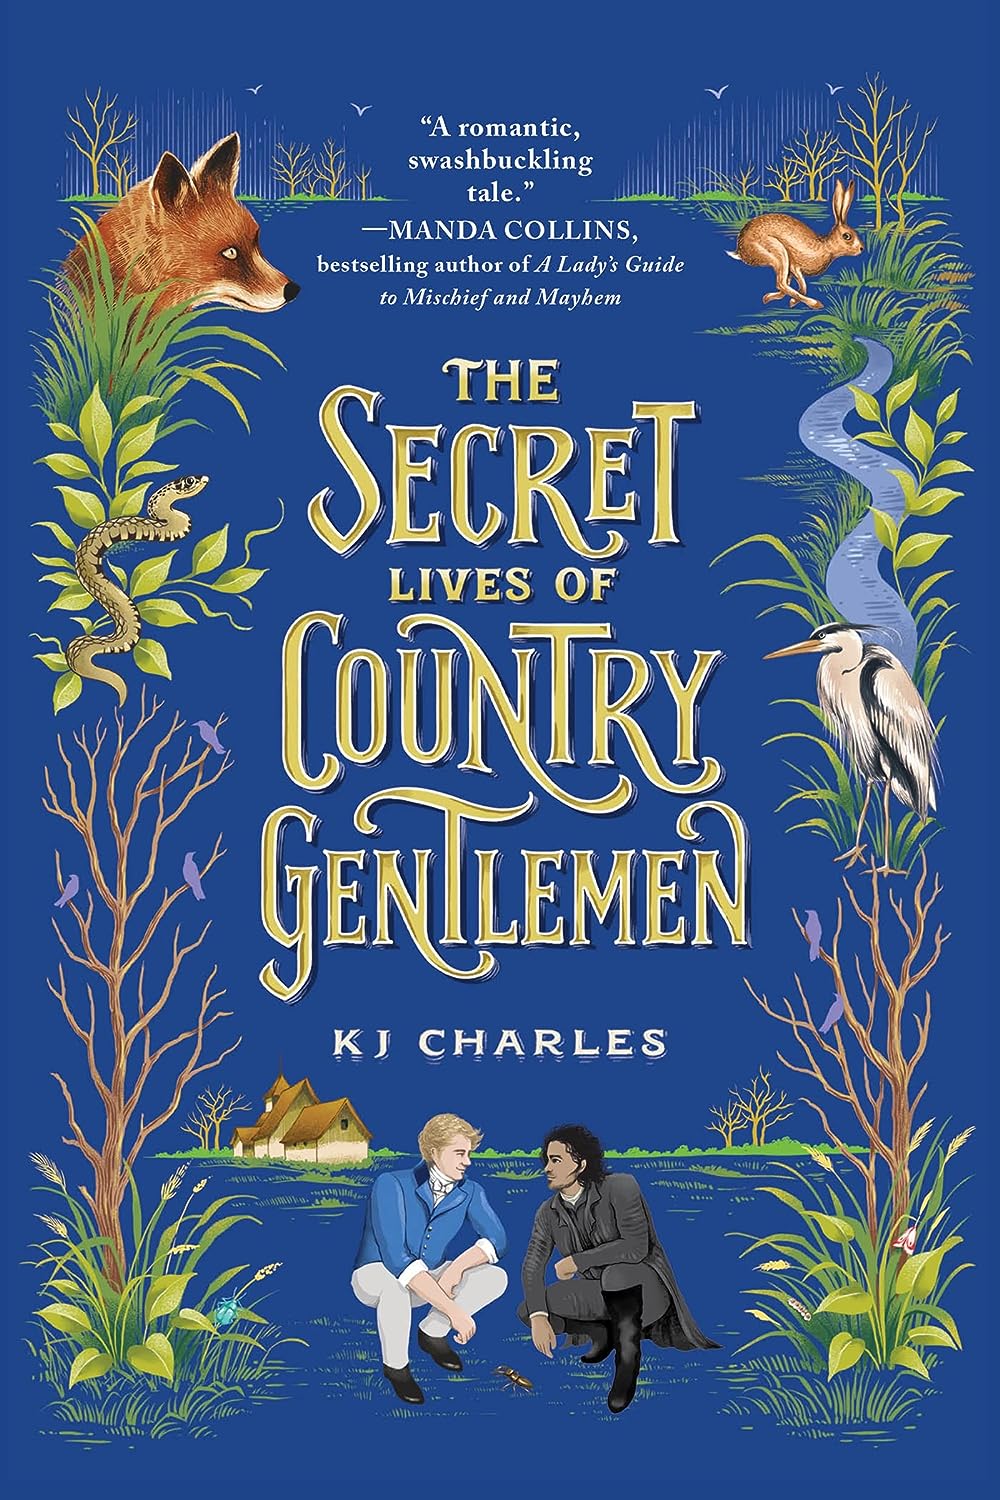 “A romantic,
swashbuckling
tale.”
—MANDA COLLINS,
bestselling author of A Lady’s Guide
to Mischief and Mayhem
THE
SECRET
LIVES OF
COUNTRY
GENTLEMEN
KJ CHARLES